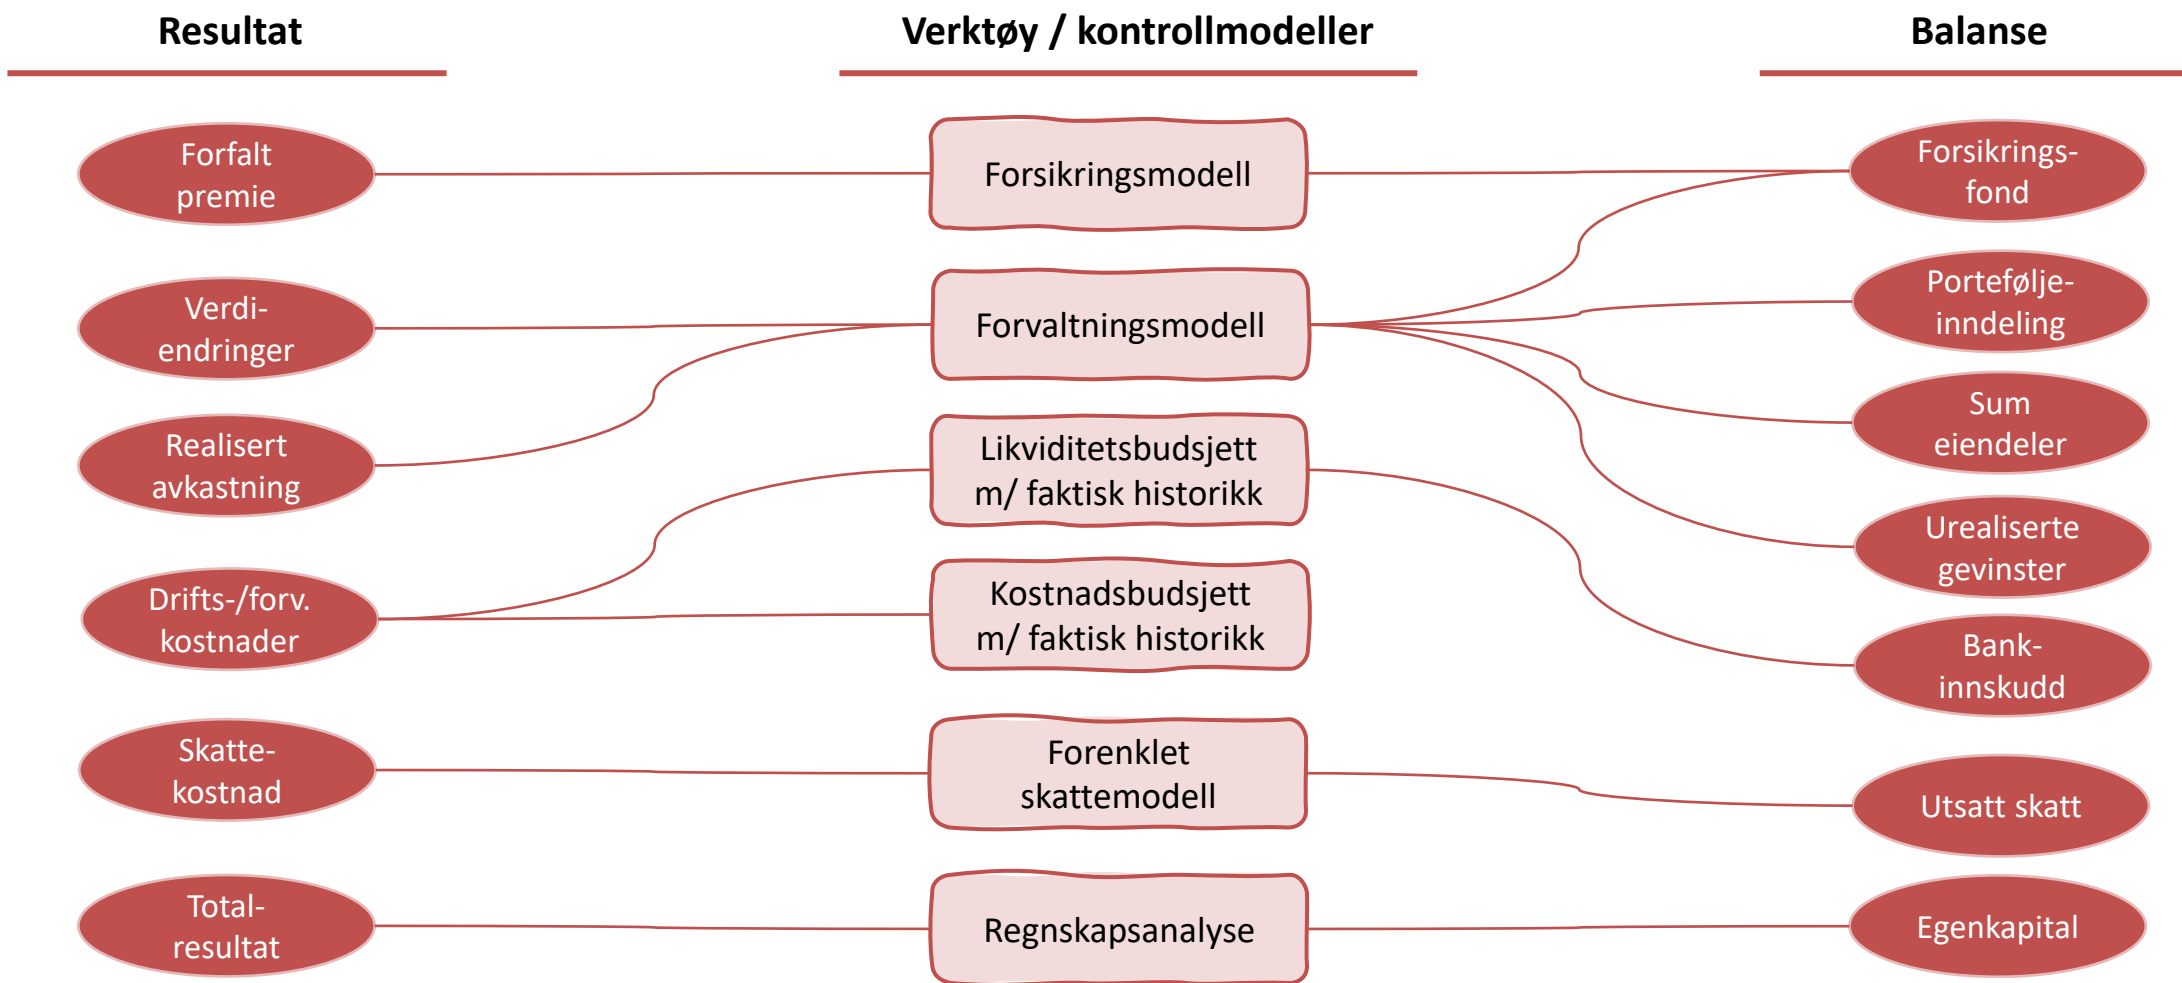 Resultat
Verktøy / kontrollmodeller
Balanse
Forfalt
premie
Verdi-
endringer
Realisert
avkastning
Drifts-/forv.
kostnader
Skatte-
kostnad
Total-
resultat
Forsikringsmodell
Forvaltningsmodell
Likviditetsbudsjett
m/ faktisk historikk
Kostnadsbudsjett
m/ faktisk historikk
Forenklet
skattemodell
Regnskapsanalyse
Forsikrings-
fond
Portefølje-
inndeling
Sum
eiendeler
Urealiserte
gevinster
Bank-
innskudd
Utsatt skatt
Egenkapital